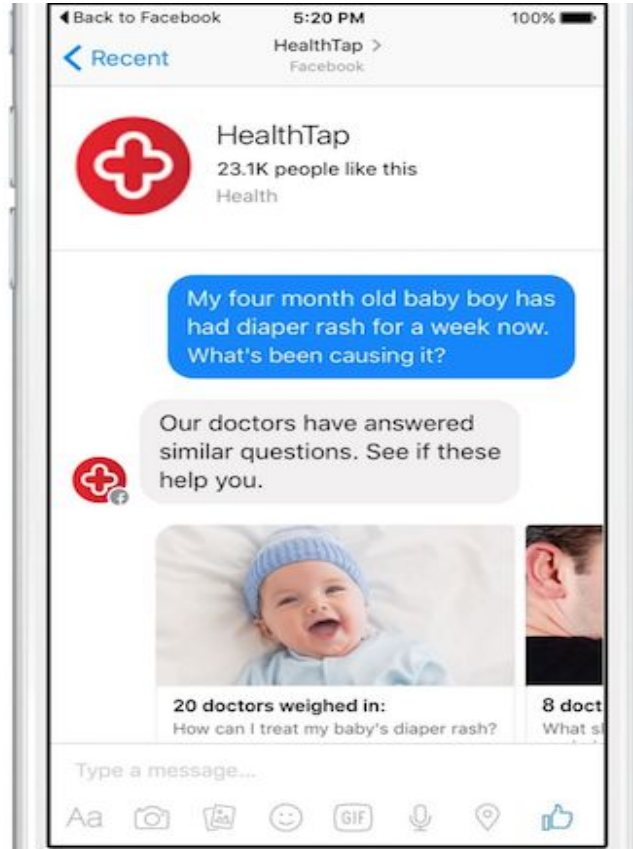 Back to Facebook 5:20 PM 100%
Recent HealthTap >
Facebook
HealthTap
23.1K people like this
Health
My four month old baby boy has
had diaper rash for a week now.
What's been causing it?
Our doctors have answered
similar questions. See if these
help you.
20 doctors weighed in:
How can I treat my baby's diaper rash?
8 doct
What
Type a message...
Aa GIF